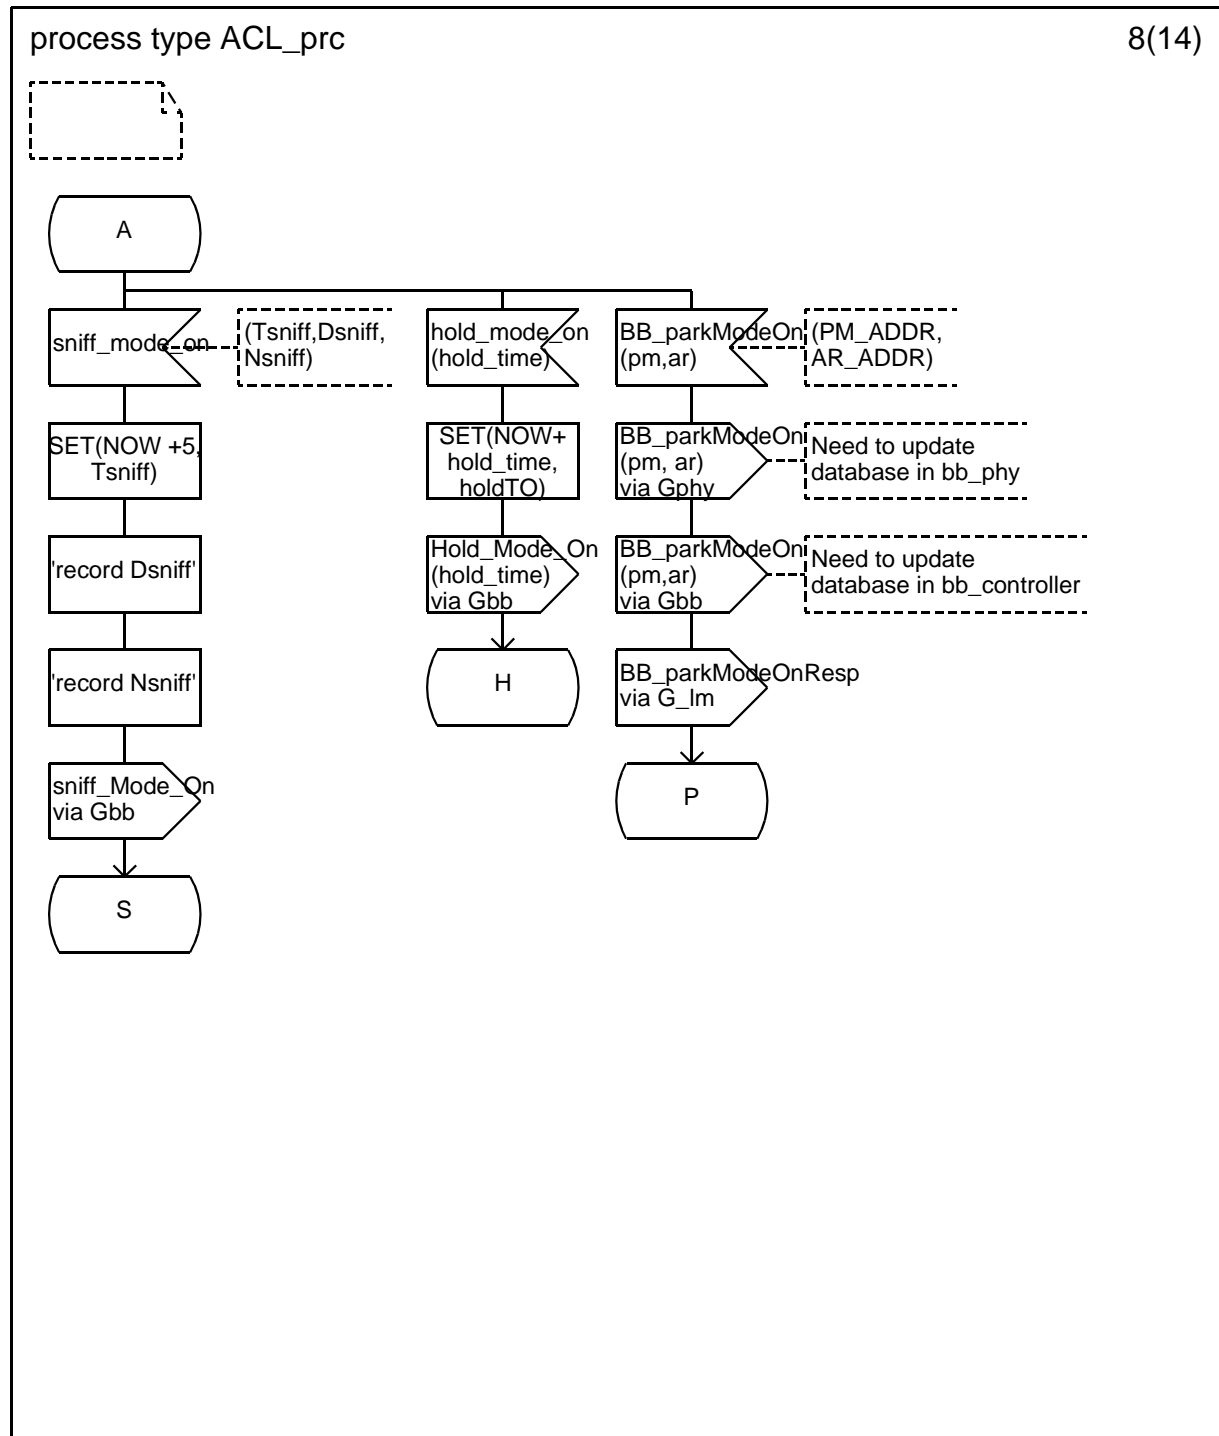 process type ACL_prc
8(14)
A
sniff_mode_on
(Tsniff,Dsniff,
Nsniff)
SET(NOW +5,
Tsniff)
'record Dsniff'
'record Nsniff'
sniff_Mode_On
via Gbb
S
hold_mode_on
(hold_time)
SET(NOW+
hold_time,
holdTO)
Hold_Mode_On
(hold_time)
via Gbb
H
BB_parkModeOn
(pm,ar)
(PM_ADDR,
AR_ADDR)
BB_parkModeOn
(pm, ar)
via Gphy
Need to update
database in bb_phy
BB_parkModeOn
(pm,ar)
via Gbb
Need to update
database in bb_controller
BB_parkModeOnResp
via G_lm
P